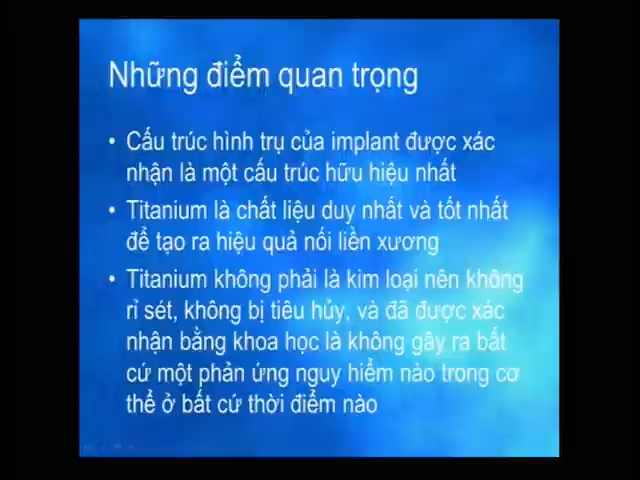 Những điểm quan trọng
• Cấu trúc hình trụ của implant được xác
nhận là một cấu trúc hữu hiệu nhất
• Titanium là chất liệu duy nhất và tốt nhất
để tạo ra hiệu quả nối liền xương
• Titanium không phải là kim loại nên không
rỉ sét, không bị tiêu hủy, và đã được xác
nhận bằng khoa học là không gây ra bất
cứ một phản ứng nguy hiểm nào trong cơ
thể ở bất cứ thời điểm nào